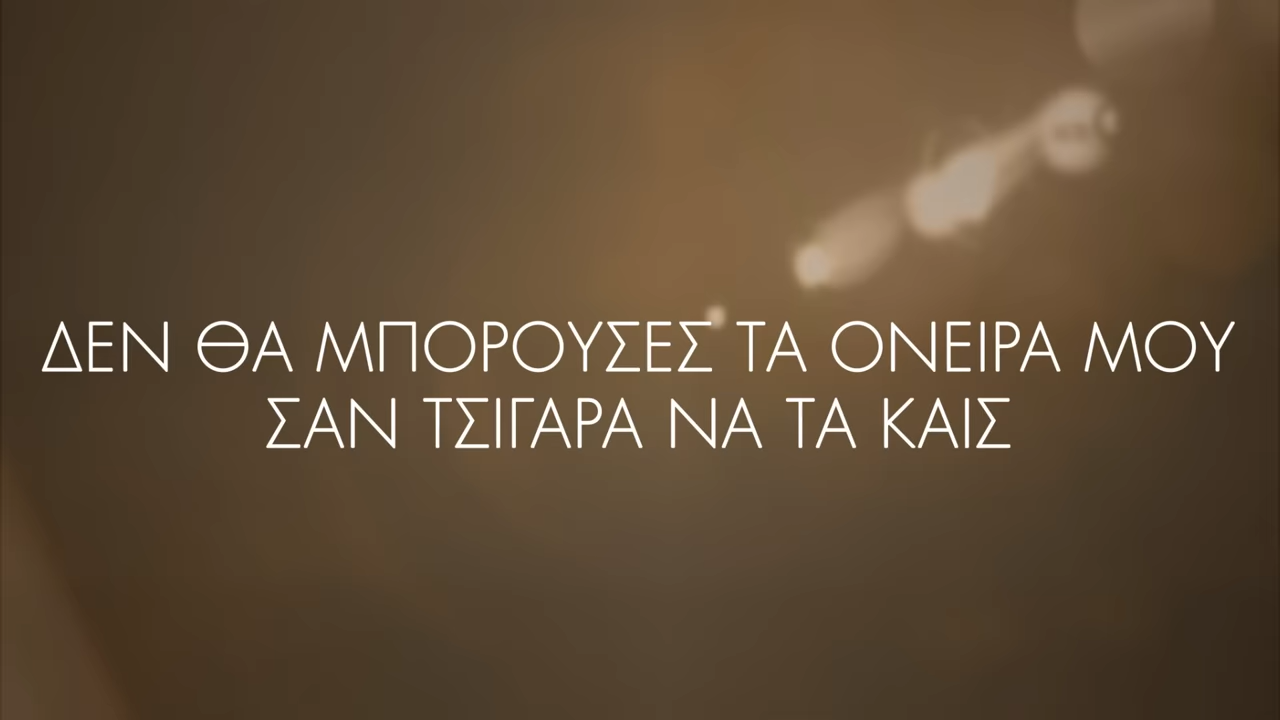 ΔΕΝ ΘΑ ΜΠΟΡΟΥΣΕΣ ΤΑ ΟΝΕΙΡΑ ΜΟΥ
ΣΑΝ ΤΣΙΓΑΡΑ ΝΑ ΤΑ ΚΑΙΣ